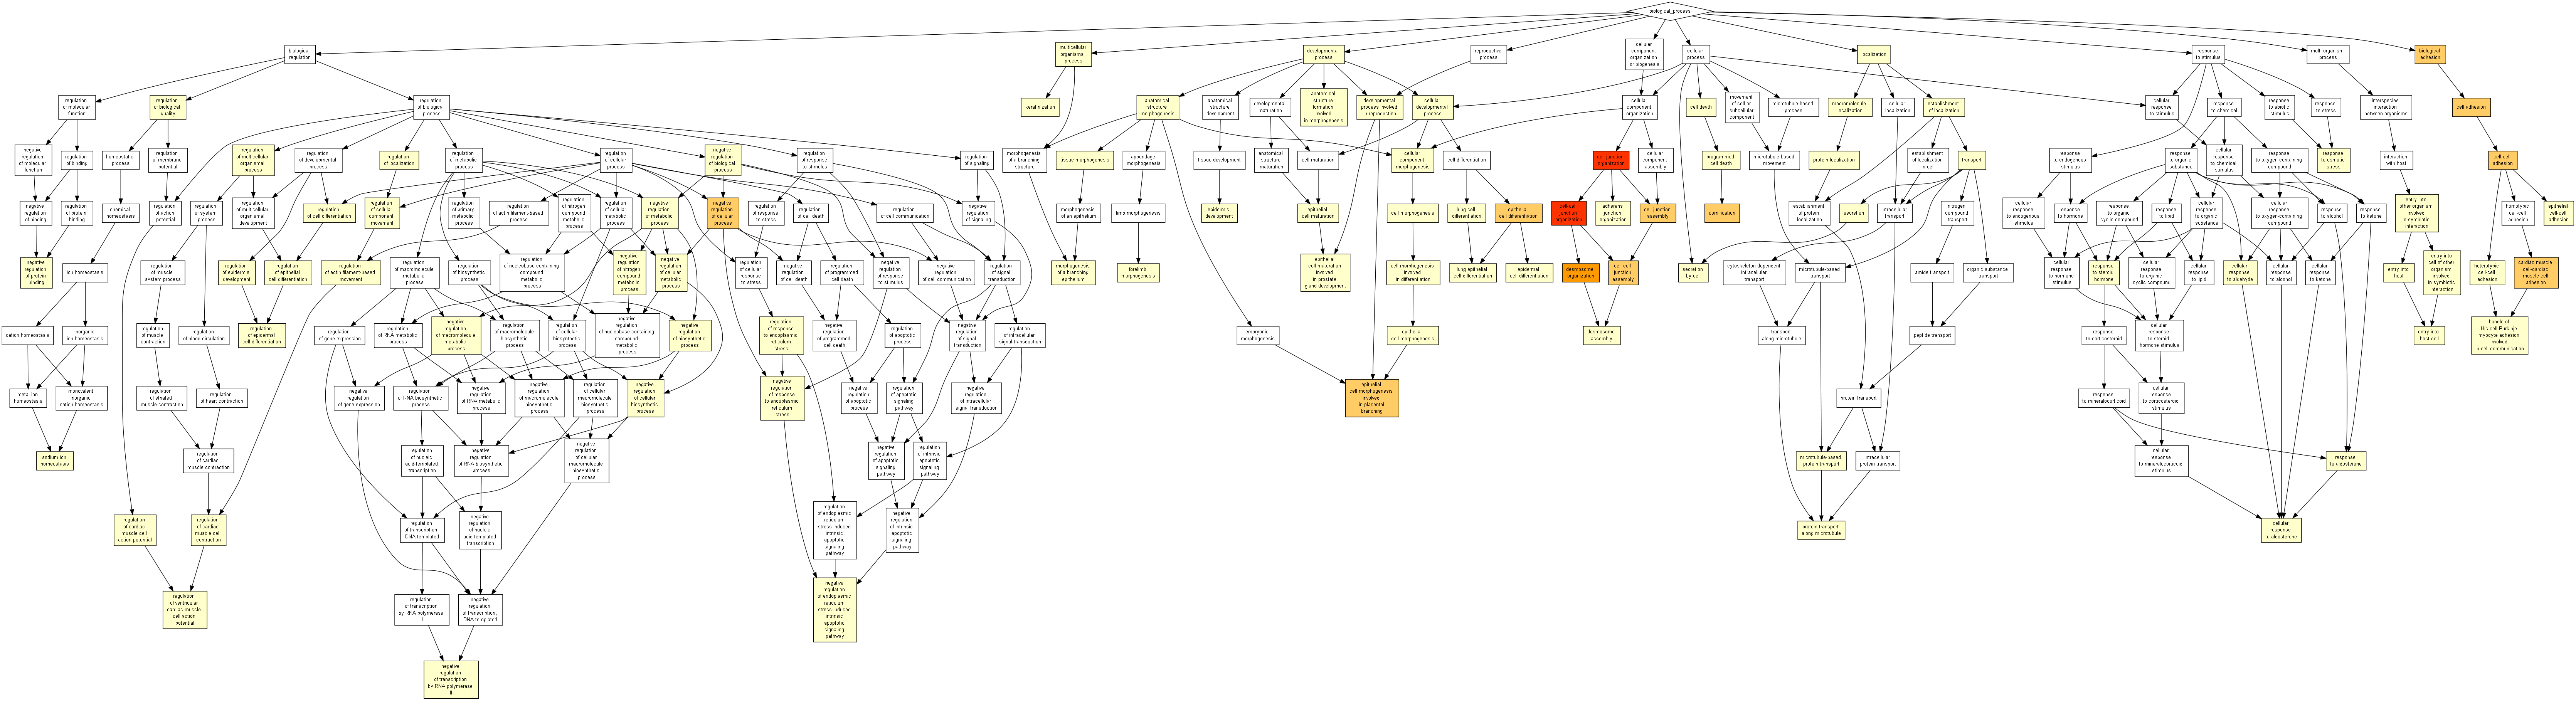 biological_process
biological
regulation
multicellular
organismal
process
developmental
process
reproductive
process
cellular
component
organization
or biogenesis
cellular
process
localization
response
to stimulus
multi-organism
process
biological
adhesion
regulation
of molecular
function
regulation
of biological
quality
regulation
of biological
process
keratinization
anatomical
structure
morphogenesis
anatomical
structure
development
developmental
maturation
anatomical
structure
formation
involved
in morphogenesis
developmental
process involved
in reproduction
cellular
developmental
process
cellular
component
organization
cell death
movement
of cell or
subcellular
component
microtubule-based
process
macromolecule
localization
cellular
localization
establishment
of localization
cellular
response
to stimulus
response
to chemical
response
to abiotic
stimulus
response
to stress
interspecies
interaction
between organisms
cell adhesion
negative
regulation
of molecular
function
regulation
of binding
homeostatic
process
regulation
of membrane
potential
regulation
of multicellular
organismal
process
regulation
of developmental
process
regulation
of localization
regulation
of metabolic
process
regulation
of cellular
process
negative
regulation
of biological
process
regulation
of response
to stimulus
regulation
of signaling
morphogenesis
of a branching
structure
tissue morphogenesis
appendage
morphogenesis
tissue development
anatomical
structure
maturation
cell maturation
cellular
component
morphogenesis
cell differentiation
cell junction
organization
cellular
component
assembly
programmed
cell death
microtubule-based
movement
protein localization
establishment
of localization
in cell
transport
response
to endogenous
stimulus
response
to organic
substance
cellular
response
to chemical
stimulus
response
to oxygen-containing
compound
response
to osmotic
stress
interaction
with host
cell-cell
adhesion
negative
regulation
of binding
regulation
of protein
binding
chemical
homeostasis
regulation
of action
potential
regulation
of system
process
regulation
of multicellular
organismal
development
regulation
of cell differentiation
regulation
of cellular
component
movement
regulation
of primary
metabolic
process
regulation
of actin filament-based
process
regulation
of nitrogen
compound
metabolic
process
regulation
of cellular
metabolic
process
negative
regulation
of metabolic
process
negative
regulation
of cellular
process
regulation
of response
to stress
regulation
of cell death
regulation
of cell communication
negative
regulation
of signaling
morphogenesis
of an epithelium
limb morphogenesis
epidermis
development
epithelial
cell maturation
cell morphogenesis
lung cell
differentiation
epithelial
cell differentiation
cell-cell
junction
organization
adherens
junction
organization
cell junction
assembly
cornification
establishment
of protein
localization
secretion
intracellular
transport
nitrogen
compound
transport
cellular
response
to endogenous
stimulus
response
to hormone
response
to organic
cyclic compound
response
to lipid
cellular
response
to organic
substance
cellular
response
to oxygen-containing
compound
response
to alcohol
response
to ketone
entry into
other organism
involved
in symbiotic
interaction
heterotypic
cell-cell
adhesion
homotypic
cell-cell
adhesion
epithelial
cell-cell
adhesion
negative
regulation
of protein
binding
ion homeostasis
regulation
of muscle
system process
regulation
of epidermis
development
regulation
of epithelial
cell differentiation
regulation
of actin filament-based
movement
regulation
of macromolecule
metabolic
process
regulation
of biosynthetic
process
regulation
of nucleobase-containing
compound
metabolic
process
negative
regulation
of nitrogen
compound
metabolic
process
negative
regulation
of cellular
metabolic
process
regulation
of cellular
response
to stress
negative
regulation
of cell death
regulation
of programmed
cell death
negative
regulation
of response
to stimulus
negative
regulation
of cell communication
regulation
of signal
transduction
morphogenesis
of a branching
epithelium
forelimb
morphogenesis
epithelial
cell maturation
involved
in prostate
gland development
cell morphogenesis
involved
in differentiation
lung epithelial
cell differentiation
epidermal
cell differentiation
desmosome
organization
cell-cell
junction
assembly
secretion
by cell
cytoskeleton-dependent
intracellular
transport
microtubule-based
transport
amide transport
organic substance
transport
cellular
response
to hormone
stimulus
response
to steroid
hormone
cellular
response
to organic
cyclic compound
cellular
response
to lipid
cellular
response
to aldehyde
cellular
response
to alcohol
cellular
response
to ketone
entry into
host
entry into
cell of other
organism
involved
in symbiotic
interaction
heterotypic
cell-cell
adhesion
cardiac muscle
cell-cardiac
muscle cell
adhesion
cation homeostasis
inorganic
ion homeostasis
regulation
of muscle
contraction
regulation
of blood circulation
regulation
of epidermal
cell differentiation
regulation
of gene expression
regulation
of RNA metabolic
process
negative
regulation
of macromolecule
metabolic
process
regulation
of macromolecule
biosynthetic
process
regulation
of cellular
biosynthetic
process
negative
regulation
of nucleobase-containing
compound
metabolic
process
negative
regulation
of biosynthetic
process
regulation
of response
to endoplasmic
reticulum
stress
negative
regulation
of programmed
cell death
regulation
of apoptotic
process
negative
regulation
of signal
transduction
regulation
of intracellular
signal transduction
embryonic
morphogenesis
epithelial
cell morphogenesis
desmosome
assembly
transport
along microtubule
peptide transport
response
to corticosteroid
cellular
response
to steroid
hormone stimulus
entry into
host cell
bundle of
His cell-Purkinje
myocyte adhesion
involved
in cell communication
metal ion
homeostasis
monovalent
inorganic
cation homeostasis
regulation
of striated
muscle contraction
regulation
of heart contraction
negative
regulation
of gene expression
regulation
of RNA biosynthetic
process
negative
regulation
of RNA metabolic
process
negative
regulation
of macromolecule
biosynthetic
process
regulation
of cellular
macromolecule
biosynthetic
process
negative
regulation
of cellular
biosynthetic
process
negative
regulation
of response
to endoplasmic
reticulum
stress
negative
regulation
of apoptotic
process
regulation
of apoptotic
signaling
pathway
negative
regulation
of intracellular
signal transduction
epithelial
cell morphogenesis
involved
in placental
branching
protein transport
response
to mineralocorticoid
cellular
response
to corticosteroid
stimulus
sodium ion
homeostasis
regulation
of cardiac
muscle contraction
regulation
of nucleic
acid-templated
transcription
negative
regulation
of RNA biosynthetic
process
negative
regulation
of cellular
macromolecule
biosynthetic
process
negative
regulation
of apoptotic
signaling
pathway
regulation
of intrinsic
apoptotic
signaling
pathway
microtubule-based
protein transport
intracellular
protein transport
cellular
response
to mineralocorticoid
stimulus
response
to aldosterone
regulation
of cardiac
muscle cell
action potential
regulation
of cardiac
muscle cell
contraction
regulation
of transcription,
DNA-templated
negative
regulation
of nucleic
acid-templated
transcription
regulation
of endoplasmic
reticulum
stress-induced
intrinsic
apoptotic
signaling
pathway
negative
regulation
of intrinsic
apoptotic
signaling
pathway
protein transport
along microtubule
cellular
response
to aldosterone
regulation
of ventricular
cardiac muscle
cell action
potential
regulation
of transcription
by RNA polymerase
II
negative
regulation
of transcription,
DNA-templated
negative
regulation
of endoplasmic
reticulum
stress-induced
intrinsic
apoptotic
signaling
pathway
negative
regulation
of transcription
by RNA polymerase
II